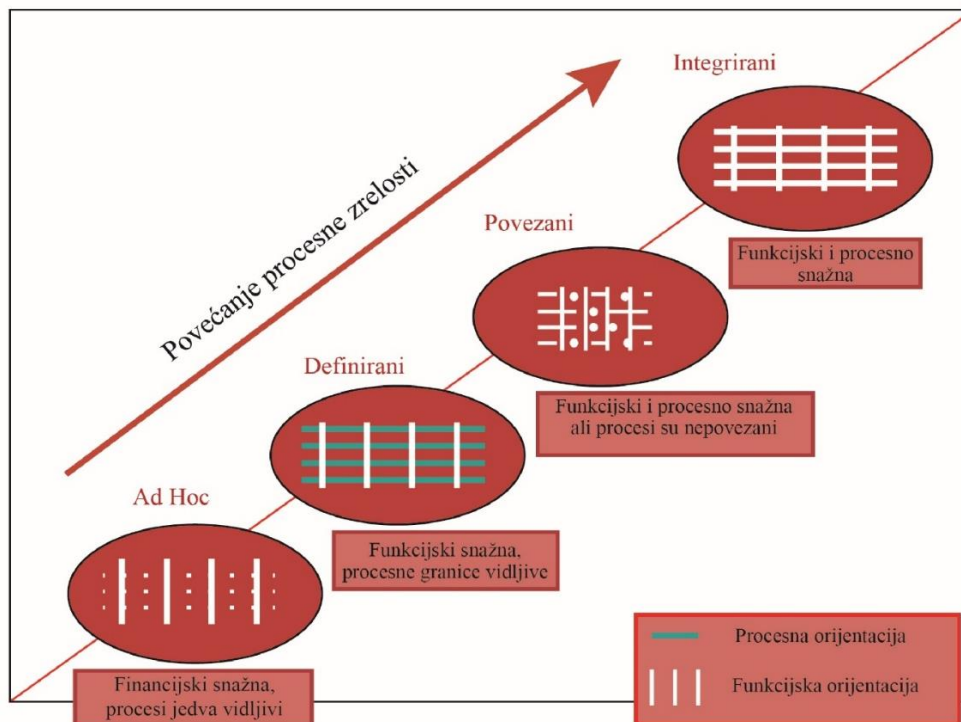 Integrirani
Funkcijski i procesno
snažna
Povećanje procesne zrelosti
Povezani
Funkcijski i procesno snažna
ali procesi su nepovezani
Definirani
Funkcijski snažna,
procesne granice vidljive
Ad Hoc
Financijski snažna,
procesi jedva vidljivi
Procesna orijentacija
Funkcijska orijentacija